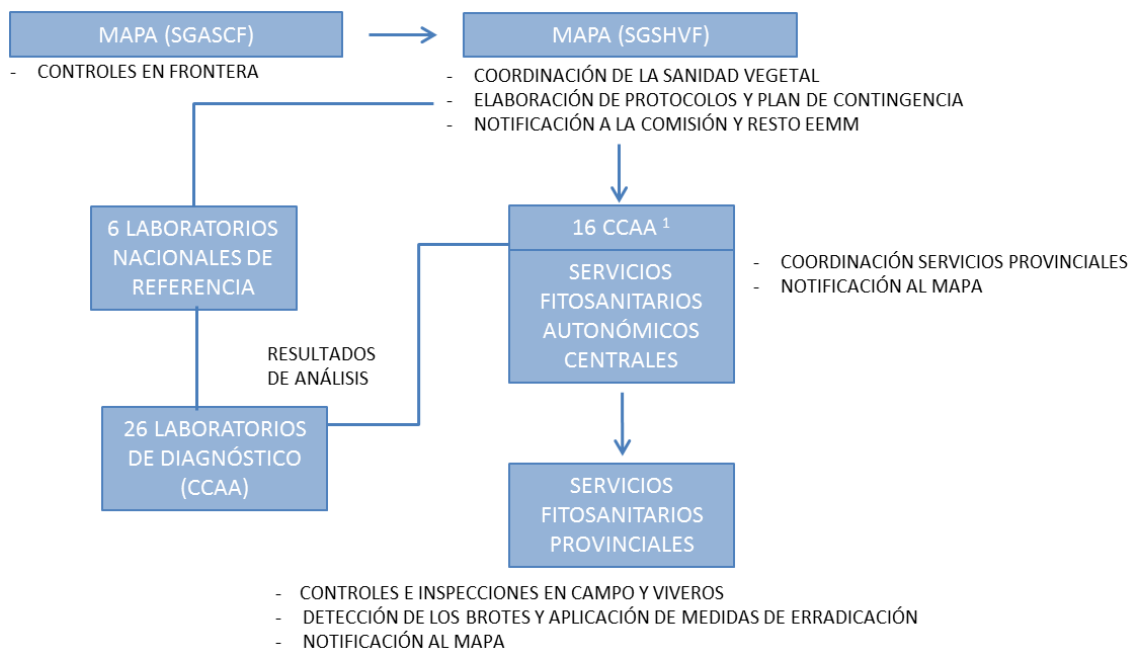 MAPA (SGASCF)
MAPA (SGSHVF)
- CONTROLES EN FRONTERA
- COORDINACIÓN DE LA SANIDAD VEGETAL
- ELABORACIÓN DE PROTOCOLOS Y PLAN DE CONTINGENCIA
- NOTIFICACIÓN A LA COMISIÓN Y RESTO EEMM
6 LABORATORIOS
NACIONALES DE
REFERENCIA
16 CCAA ¹
SERVICIOS
FITOSANITARIOS
AUTONÓMICOS
CENTRALES
- COORDINACIÓN SERVICIOS PROVINCIALES
- NOTIFICACIÓN AL MAPA
RESULTADOS
DE ANÁLISIS
26 LABORATORIOS
DE DIAGNÓSTICO
(CCAA)
SERVICIOS
FITOSANITARIOS
PROVINCIALES
- CONTROLES E INSPECCIONES EN CAMPO Y VIVEROS
- DETECCIÓN DE LOS BROTES Y APLICACIÓN DE MEDIDAS DE ERRADICACIÓN
- NOTIFICACIÓN AL MAPA